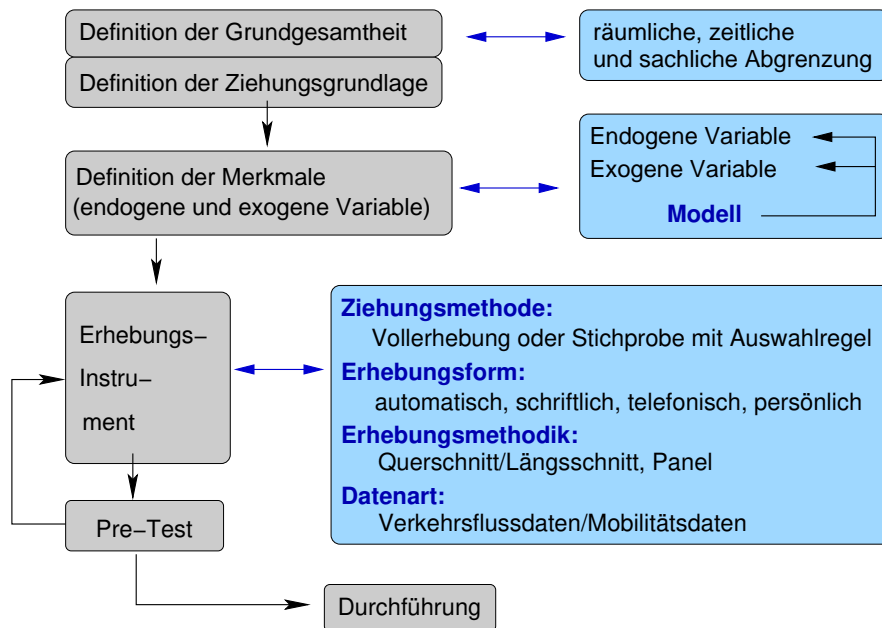 Definition der Grundgesamtheit
räumliche, zeitliche
und sachliche Abgrenzung
Definition der Ziehungsgrundlage
Endogene Variable
Exogene Variable
Modell
Definition der Merkmale
(endogene und exogene Variable)
Erhebungs−
Instru−
ment
Ziehungsmethode:
Vollerhebung oder Stichprobe mit Auswahlregel
Erhebungsform:
automatisch, schriftlich, telefonisch, persönlich
Erhebungsmethodik:
Querschnitt/Längsschnitt, Panel
Datenart:
Verkehrsflussdaten/Mobilitätsdaten
Pre−Test
Durchführung